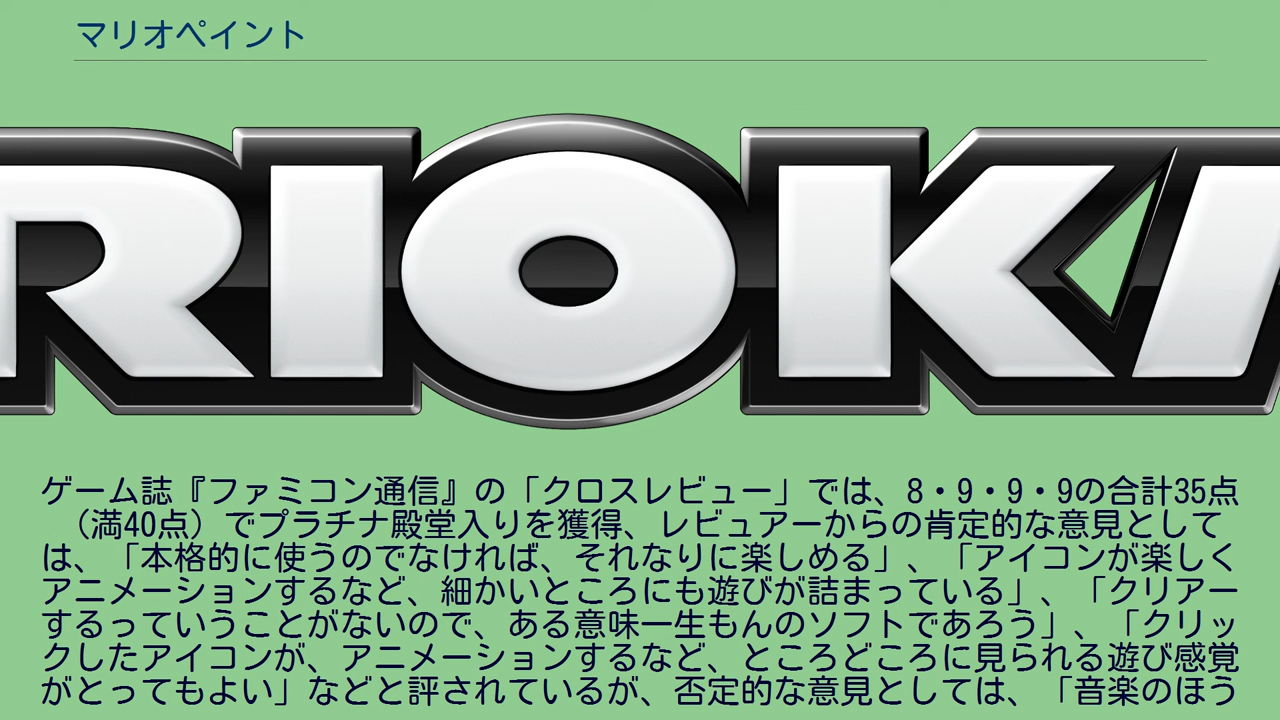 マリオペイント
RIOKA
ゲーム誌『ファミコン通信』の「クロスレビュー」では、8・9・9・9の合計35点
（満40点）でプラチナ殿堂入りを獲得、レビュアーからの肯定的な意見として
は、「本格的に使うのでなければ、それなりに楽しめる」、「アイコンが楽しく
アニメーションするなど、細かいところにも遊びが詰まっている」、「クリアー
するっていうことがないので、ある意味一生もんのソフトであろう」、「クリッ
クしたアイコンが、アニメーションするなど、ところどころに見られる遊び感覚
がとってもよい」などと評されているが、否定的な意見としては、「音楽のほう